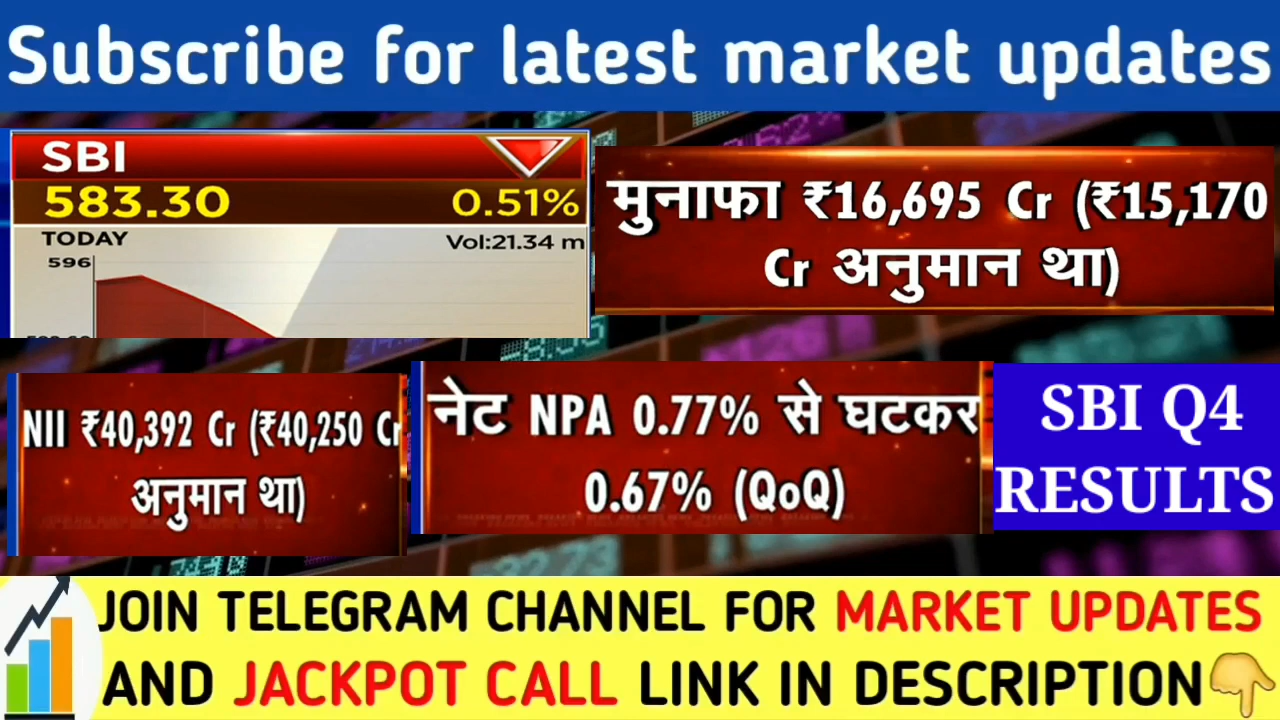 Subscribe for latest market updates
SBI
583.30 0.51%
TODAY Vol:21.34 m
596
मुनाफा ₹16,695 Cr (₹15,170
Cr अनुमान था)
NII ₹40,392 Cr (₹40,250 Cr
अनुमान था)
नेट NPA 0.77% से घटकर
0.67% (QoQ)
SBI Q4
RESULTS
JOIN TELEGRAM CHANNEL FOR MARKET UPDATES
AND JACKPOT CALL LINK IN DESCRIPTION👇